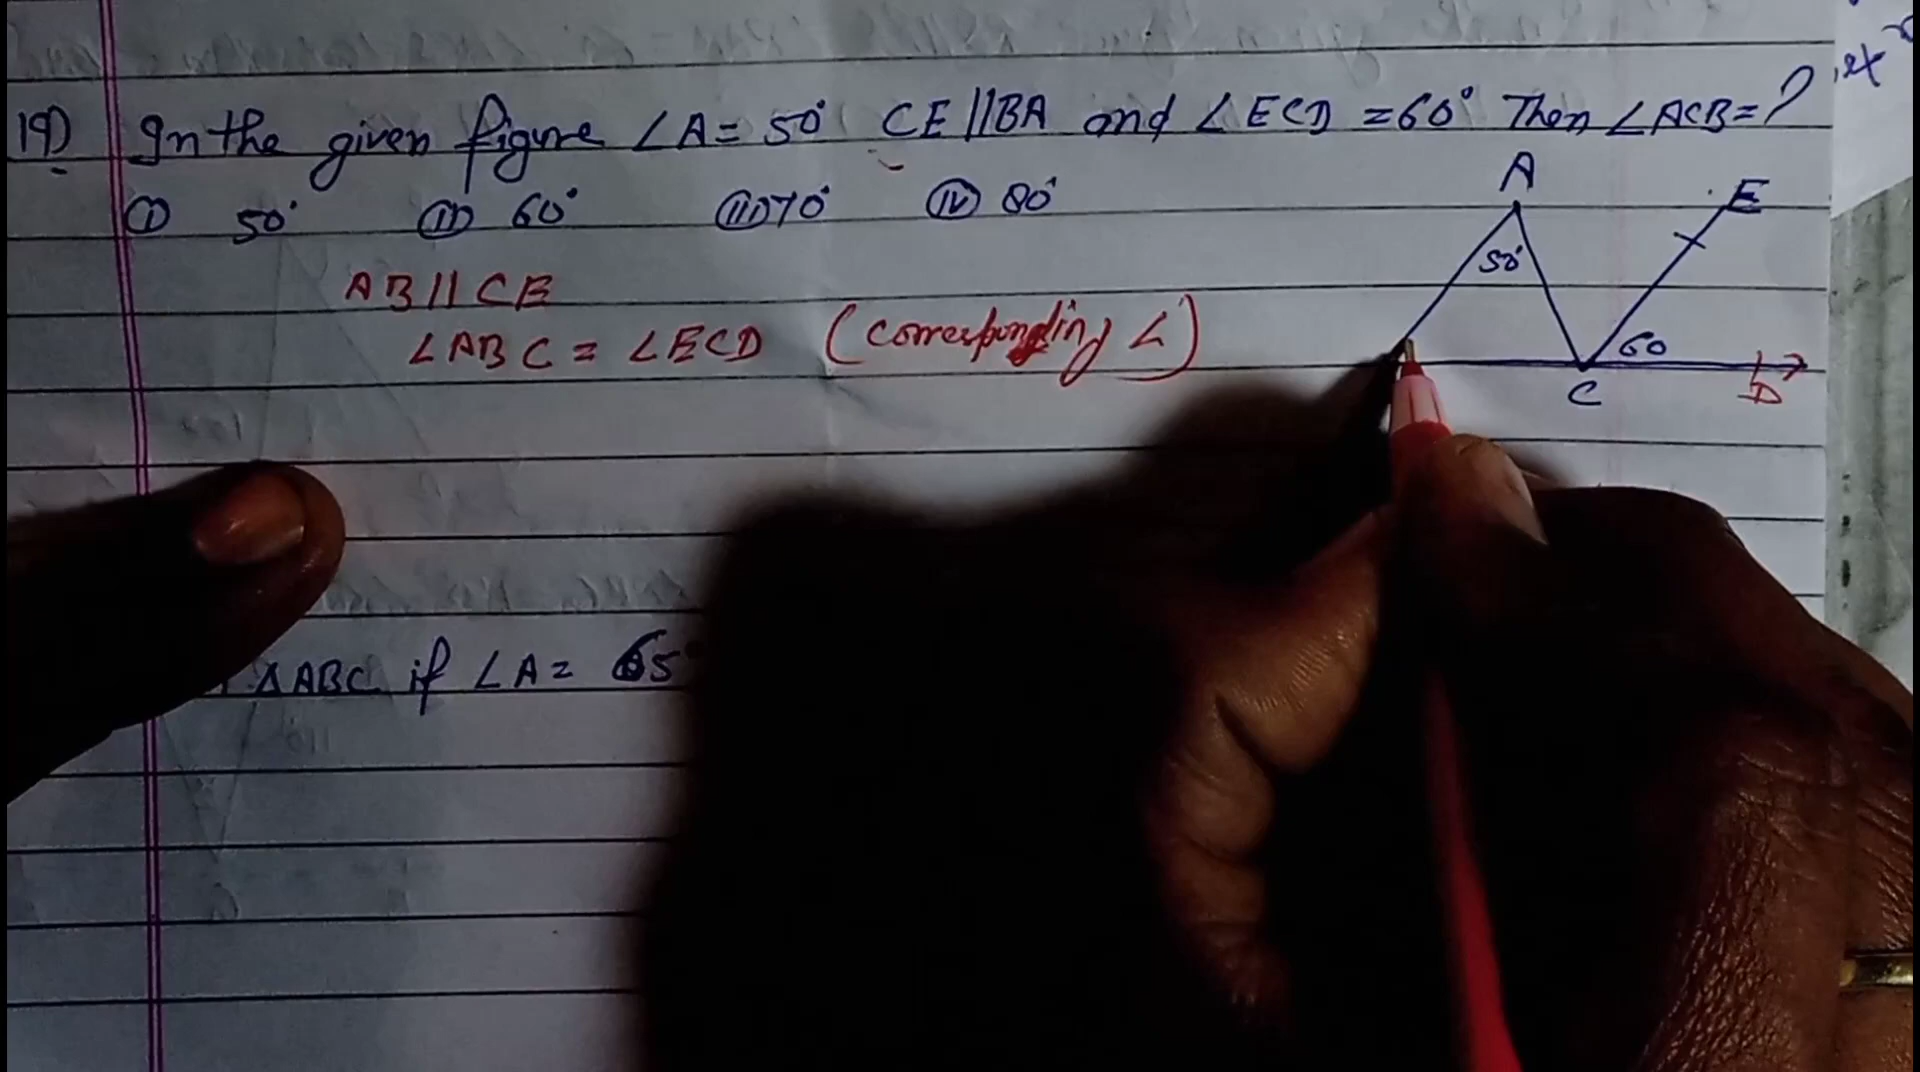 19) In the given figure ∠A = 50° CE||BA and ∠ECD = 60° Then ∠ACB = ?
(I) 50° (II) 60° (III) 70° (IV) 80°
A
E
50°
AB||CE
∠ABC = ∠ECD (corresponding ∠)
60
C
D
ΔABC if ∠A = 65°